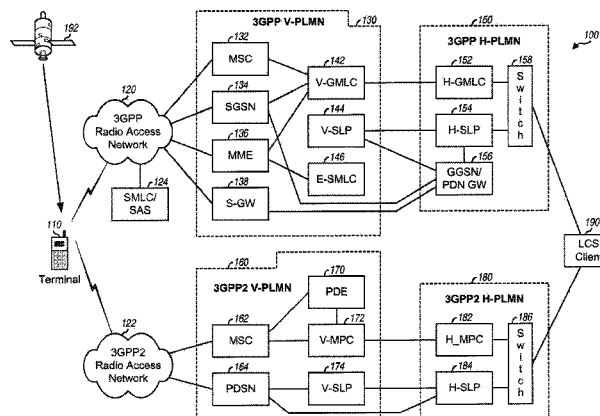 192
3GPP V-PLMN
130
150
3GPP H-PLMN
100
132
MSC
142
V-GMLC
152
H-GMLC
158
Switch
120
3GPP
Radio Access
Network
134
SGSN
144
V-SLP
154
H-SLP
136
MME
146
E-SMLC
156
GGSN/
PDN GW
124
SMLC/
SAS
138
S-GW
110
Terminal
190
LCS
Client
160
3GPP2 V-PLMN
170
PDE
180
3GPP2 H-PLMN
122
3GPP2
Radio Access
Network
162
MSC
172
V-MPC
182
H_MPC
186
Switch
164
PDSN
174
V-SLP
184
H-SLP